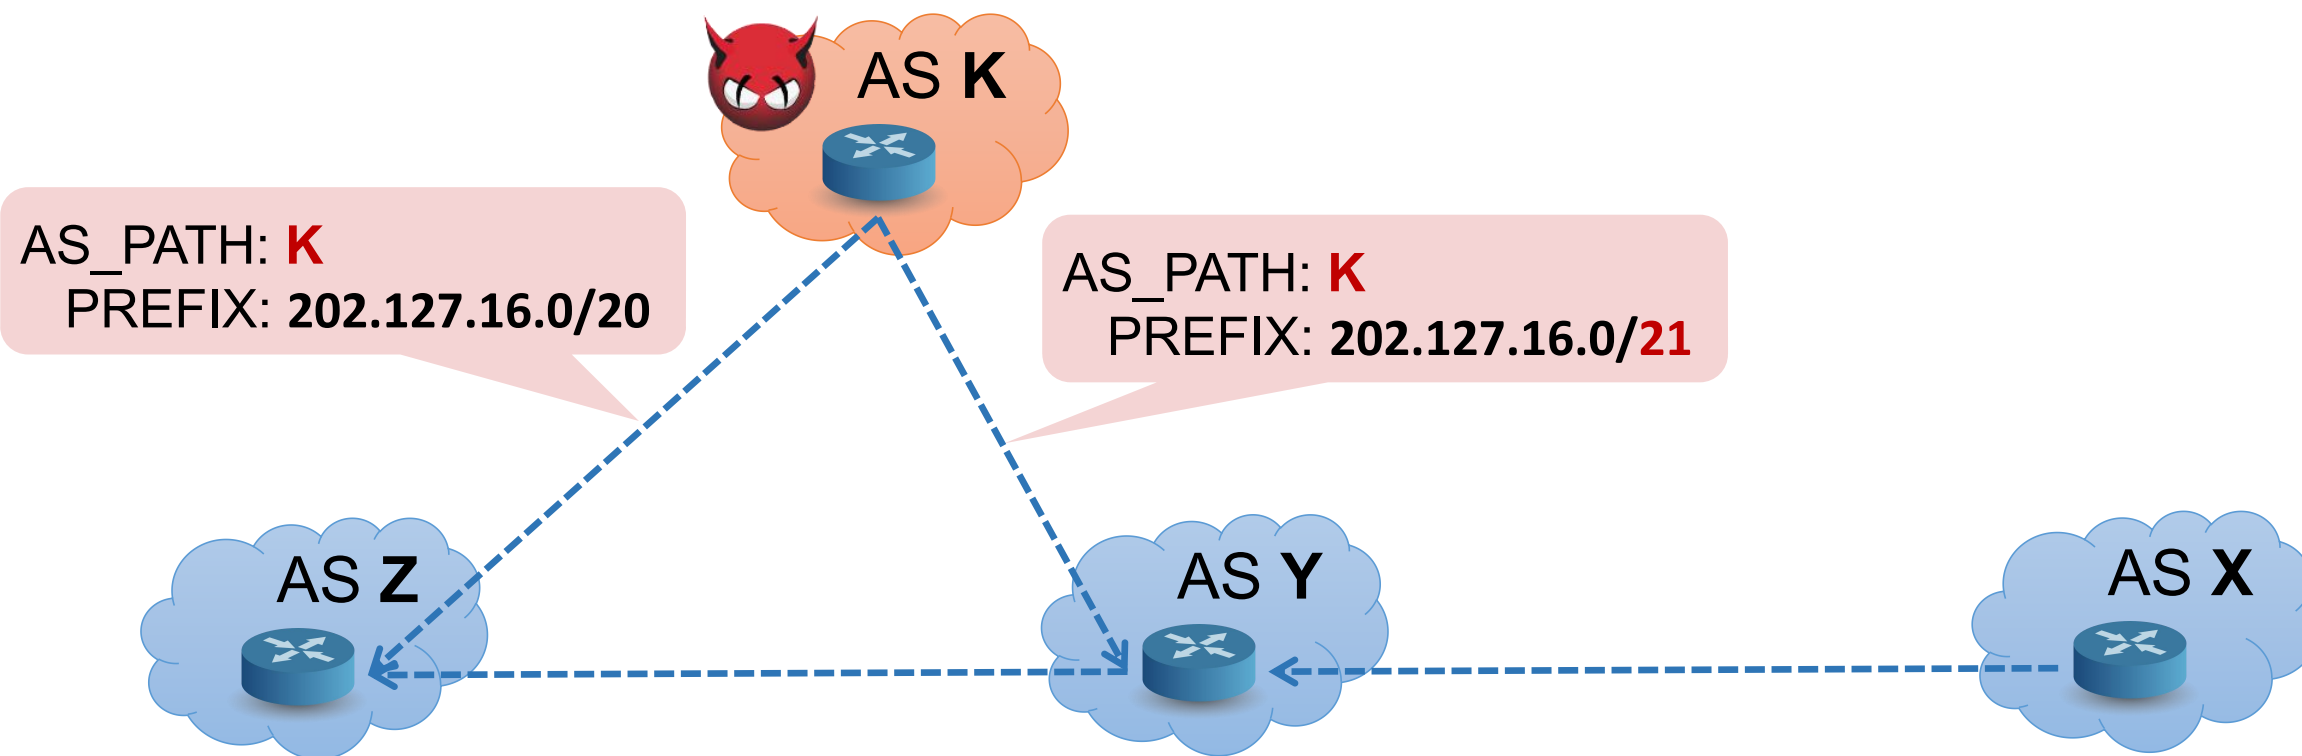 AS K
AS_PATH: K
PREFIX: 202.127.16.0/20
AS_PATH: K
PREFIX: 202.127.16.0/21
AS Z
AS Y
AS X